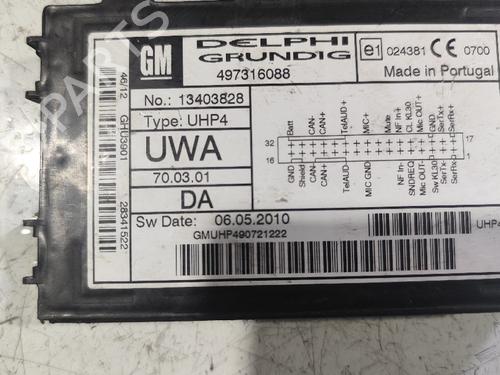 GM
DELPHI
GRUNDIG
497316088
e1 024381 CE 0700
Made in Portugal
46/12
GHU3901
28341522
No.: 13403828
Type: UHP4
UWA
70.03.01
DA
Sw Date: 06.05.2010
GMUHP490721222
Batt
CAN-
CAN+
TelAUD+
MIC+
Mute
NF In+
CL KL30
Mic OUT+
GND
SerTx+
SerRx+
32
17
16
1
GND
Shield
CAN-
CAN+
TelAUD-
MIC GND
NF In-
SNDREQ
Mic OUT-
Sw KL30
SerTx-
SerRx-
UHP4